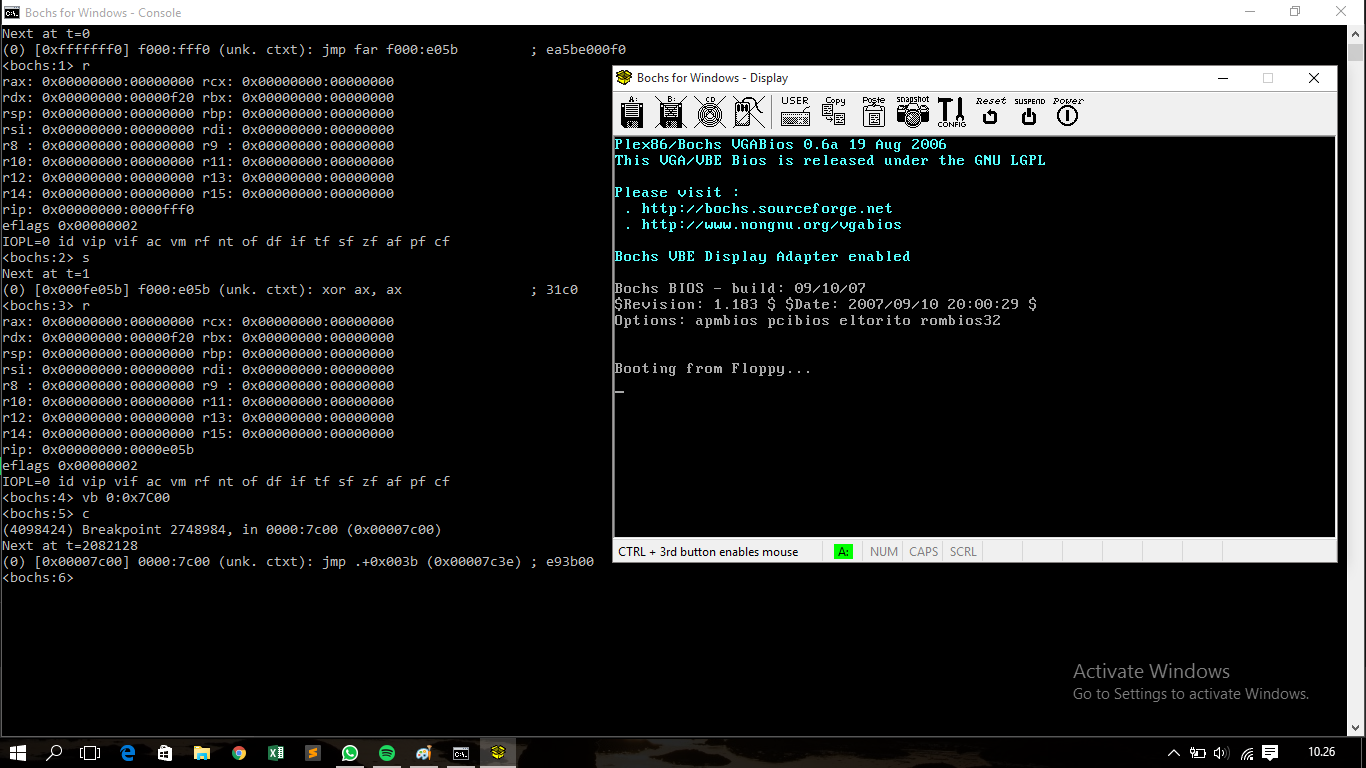 Bochs for Windows - Console
Next at t=0
(0) [0xfffffff0] f000:fff0 (unk. ctxt): jmp far f000:e05b ; ea5be000f0
<bochs:1> r
rax: 0x00000000:00000000 rcx: 0x00000000:00000000
rdx: 0x00000000:00000f20 rbx: 0x00000000:00000000
rsp: 0x00000000:00000000 rbp: 0x00000000:00000000
rsi: 0x00000000:00000000 rdi: 0x00000000:00000000
r8 : 0x00000000:00000000 r9 : 0x00000000:00000000
r10: 0x00000000:00000000 r11: 0x00000000:00000000
r12: 0x00000000:00000000 r13: 0x00000000:00000000
r14: 0x00000000:00000000 r15: 0x00000000:00000000
rip: 0x00000000:0000fff0
eflags 0x00000002
IOPL=0 id vip vif ac vm rf nt of df if tf sf zf af pf cf
<bochs:2> s
Next at t=1
(0) [0x000fe05b] f000:e05b (unk. ctxt): xor ax, ax ; 31c0
<bochs:3> r
rax: 0x00000000:00000000 rcx: 0x00000000:00000000
rdx: 0x00000000:00000f20 rbx: 0x00000000:00000000
rsp: 0x00000000:00000000 rbp: 0x00000000:00000000
rsi: 0x00000000:00000000 rdi: 0x00000000:00000000
r8 : 0x00000000:00000000 r9 : 0x00000000:00000000
r10: 0x00000000:00000000 r11: 0x00000000:00000000
r12: 0x00000000:00000000 r13: 0x00000000:00000000
r14: 0x00000000:00000000 r15: 0x00000000:00000000
rip: 0x00000000:0000e05b
eflags 0x00000002
IOPL=0 id vip vif ac vm rf nt of df if tf sf zf af pf cf
<bochs:4> vb 0:0x7C00
<bochs:5> c
(4098424) Breakpoint 2748984, in 0000:7c00 (0x00007c00)
Next at t=2082128
(0) [0x00007c00] 0000:7c00 (unk. ctxt): jmp .+0x003b (0x00007c3e) ; e93b00
<bochs:6>
Bochs for Windows - Display
A: B: CD USER Copy Paste snapshot CONFIG Reset SUSPEND Power
Plex86/Bochs VGABios 0.6a 19 Aug 2006
This VGA/VBE Bios is released under the GNU LGPL
Please visit :
. http://bochs.sourceforge.net
. http://www.nongnu.org/vgabios
Bochs VBE Display Adapter enabled
Bochs BIOS - build: 09/10/07
$Revision: 1.183 $ $Date: 2007/09/10 20:00:29 $
Options: apmbios pcibios eltorito rombios32
Booting from Floppy...
CTRL + 3rd button enables mouse A: NUM CAPS SCRL
Activate Windows
Go to Settings to activate Windows.
10.26